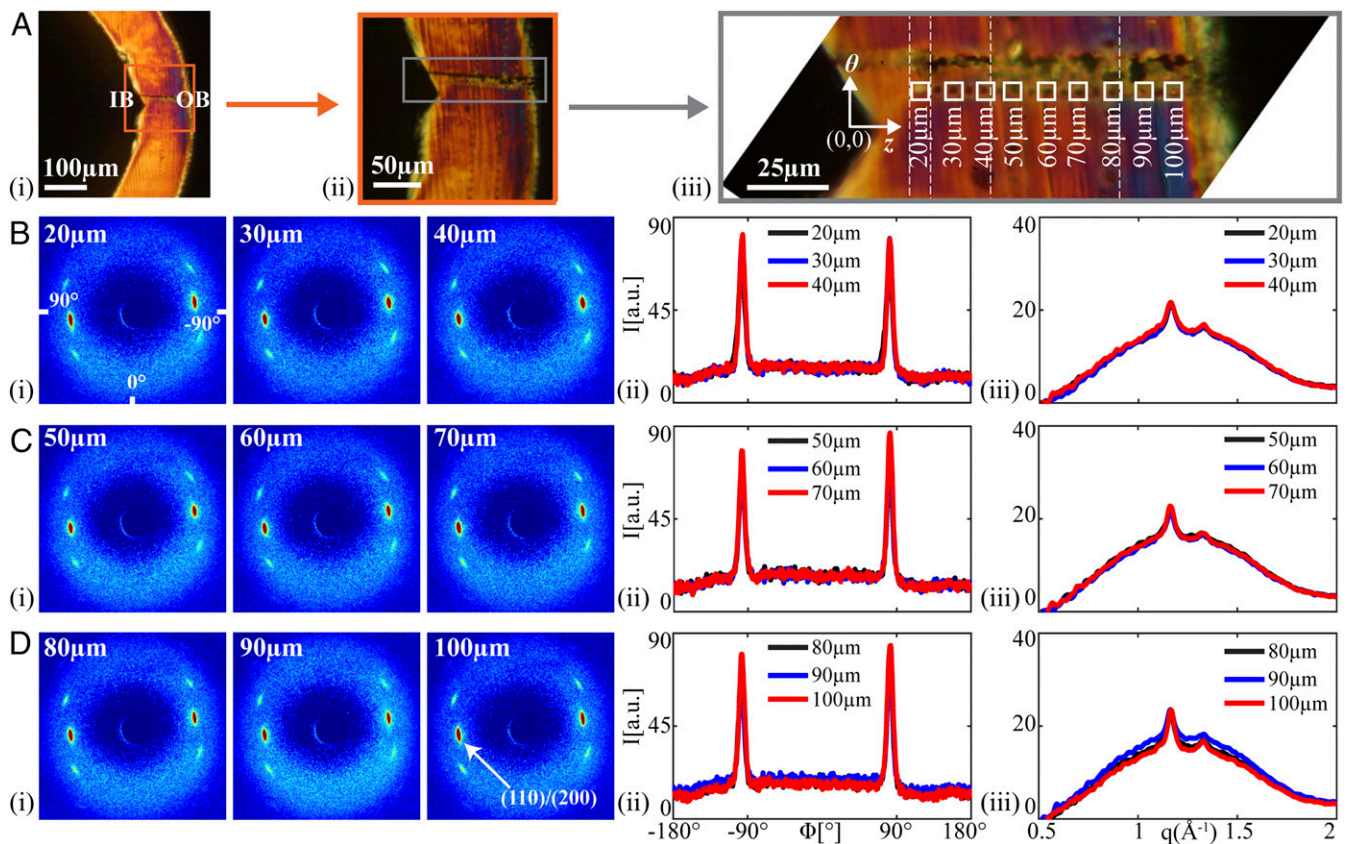 A
IB
OB
100µm
(i)
50µm
(ii)
θ
(0,0)
z
20µm
30µm
40µm
50µm
60µm
70µm
80µm
90µm
100µm
25µm
(iii)
B
20µm
30µm
40µm
90°
-90°
0°
(i)
90
45
0
I[a.u.]
20µm
30µm
40µm
(ii)
40
20
0
20µm
30µm
40µm
(iii)
C
50µm
60µm
70µm
(i)
90
45
0
I[a.u.]
50µm
60µm
70µm
(ii)
40
20
0
50µm
60µm
70µm
(iii)
D
80µm
90µm
100µm
(110)/(200)
(i)
90
45
0
I[a.u.]
80µm
90µm
100µm
(ii)
-180° -90° Φ[°] 90° 180°
40
20
0
80µm
90µm
100µm
(iii)
0.5 1 q(Å⁻¹) 1.5 2